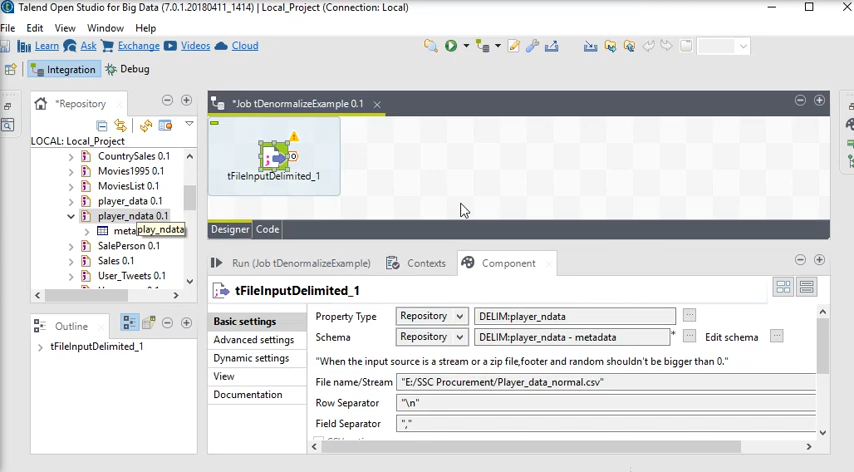 Talend Open Studio for Big Data (7.0.1.20180411_1414) | Local_Project (Connection: Local)
File Edit View Window Help
Learn Ask Exchange Videos Cloud
Integration Debug
*Repository
LOCAL: Local_Project
CountrySales 0.1
Movies1995 0.1
MoviesList 0.1
player_data 0.1
player_ndata 0.1
meta
play_ndata
SalePerson 0.1
Sales 0.1
User_Tweets 0.1
Outline
tFileInputDelimited_1
*Job tDenormalizeExample 0.1
tFileInputDelimited_1
Designer Code
Run (Job tDenormalizeExample) Contexts Component
tFileInputDelimited_1
Basic settings
Advanced settings
Dynamic settings
View
Documentation
Property Type Repository DELIM:player_ndata ...
Schema Repository DELIM:player_ndata - metadata * ... Edit schema ...
"When the input source is a stream or a zip file,footer and random shouldn't be bigger than 0."
File name/Stream "E:/SSC Procurement/Player_data_normal.csv"
Row Separator "\n"
Field Separator ","